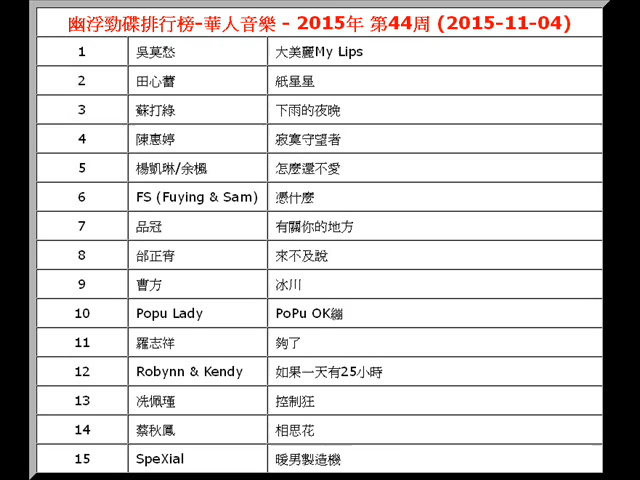 幽浮勁碟排行榜-華人音樂 - 2015年 第44周 (2015-11-04)
1 吳莫愁 大美麗My Lips
2 田心蕾 紙星星
3 蘇打綠 下雨的夜晚
4 陳惠婷 寂寞守望者
5 楊凱琳/余楓 怎麼還不愛
6 FS (Fuying & Sam) 憑什麼
7 品冠 有關你的地方
8 邰正宵 來不及說
9 曹方 冰川
10 Popu Lady PoPu OK繃
11 羅志祥 夠了
12 Robynn & Kendy 如果一天有25小時
13 冼佩瑾 控制狂
14 蔡秋鳳 相思花
15 SpeXial 暖男製造機